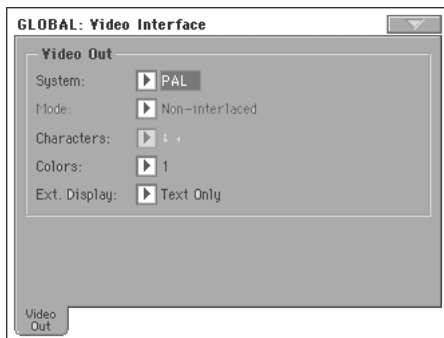 GLOBAL: Video Interface
Video Out
System: PAL
Mode: Non-interlaced
Characters:
Colors: 1
Ext. Display: Text Only
Video
Out